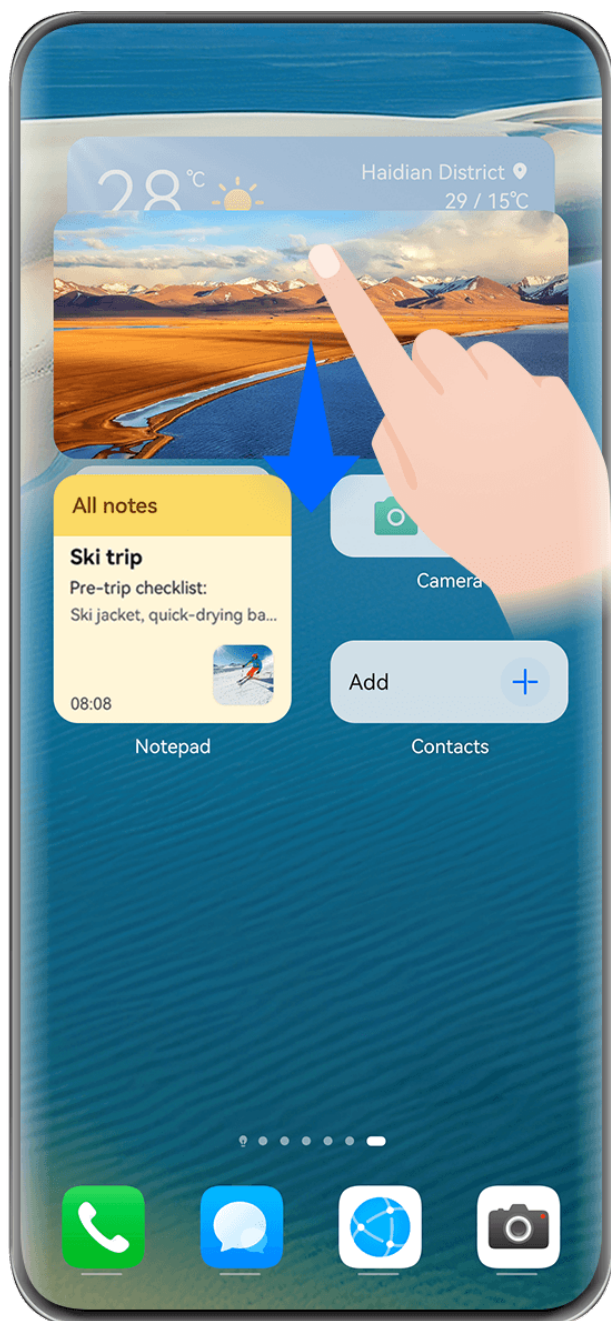 28°C
Haidian District
29 / 15°C
All notes
Ski trip
Pre-trip checklist:
Ski jacket, quick-drying ba...
08:08
Notepad
Camera
Add
Contacts